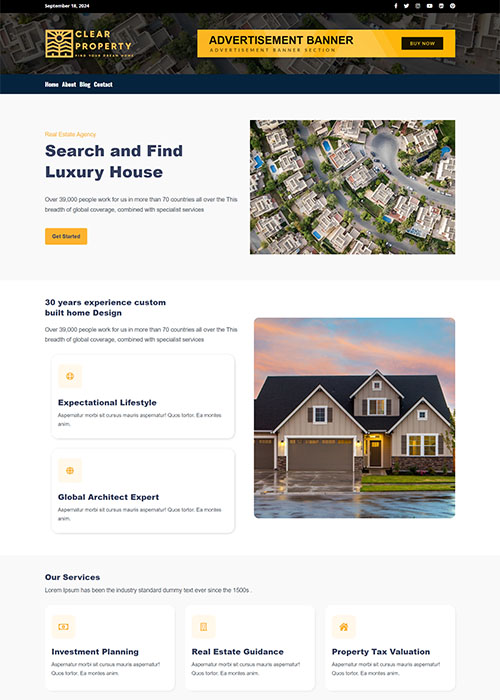 September 18, 2024
CLEAR
PROPERTY
FIND YOUR DREAM HOME
ADVERTISEMENT BANNER
ADVERTISEMENT BANNER SECTION
BUY NOW
Home About Blog Contact
Real Estate Agency
Search and Find
Luxury House
Over 39,000 people work for us in more than 70 countries all over the This
breadth of global coverage, combined with specialist services
Get Started
30 years experience custom
built home Design
Over 39,000 people work for us in more than 70 countries all over the This
breadth of global coverage, combined with specialist services
Expectational Lifestyle
Aspernatur morbi sit cursus mauris aspernatur! Quos tortor. Ea montes
anim.
Global Architect Expert
Aspernatur morbi sit cursus mauris aspernatur! Quos tortor. Ea montes
anim.
Our Services
Lorem Ipsum has been the industry standard dummy text ever since the 1500s .
Investment Planning
Aspernatur morbi sit cursus mauris aspernatur!
Quos tortor. Ea montes anim.
Real Estate Guidance
Aspernatur morbi sit cursus mauris aspernatur!
Quos tortor. Ea montes anim.
Property Tax Valuation
Aspernatur morbi sit cursus mauris aspernatur!
Quos tortor. Ea montes anim.